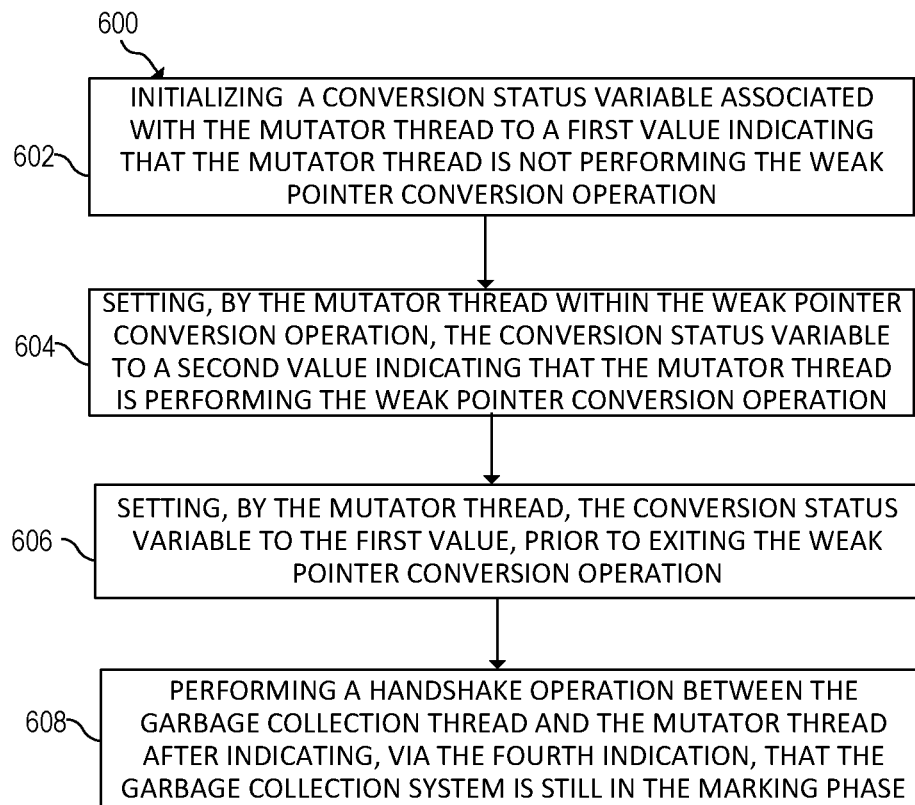 600
602
INITIALIZING A CONVERSION STATUS VARIABLE ASSOCIATED
WITH THE MUTATOR THREAD TO A FIRST VALUE INDICATING
THAT THE MUTATOR THREAD IS NOT PERFORMING THE WEAK
POINTER CONVERSION OPERATION
604
SETTING, BY THE MUTATOR THREAD WITHIN THE WEAK POINTER
CONVERSION OPERATION, THE CONVERSION STATUS VARIABLE
TO A SECOND VALUE INDICATING THAT THE MUTATOR THREAD
IS PERFORMING THE WEAK POINTER CONVERSION OPERATION
606
SETTING, BY THE MUTATOR THREAD, THE CONVERSION STATUS
VARIABLE TO THE FIRST VALUE, PRIOR TO EXITING THE WEAK
POINTER CONVERSION OPERATION
608
PERFORMING A HANDSHAKE OPERATION BETWEEN THE
GARBAGE COLLECTION THREAD AND THE MUTATOR THREAD
AFTER INDICATING, VIA THE FOURTH INDICATION, THAT THE
GARBAGE COLLECTION SYSTEM IS STILL IN THE MARKING PHASE